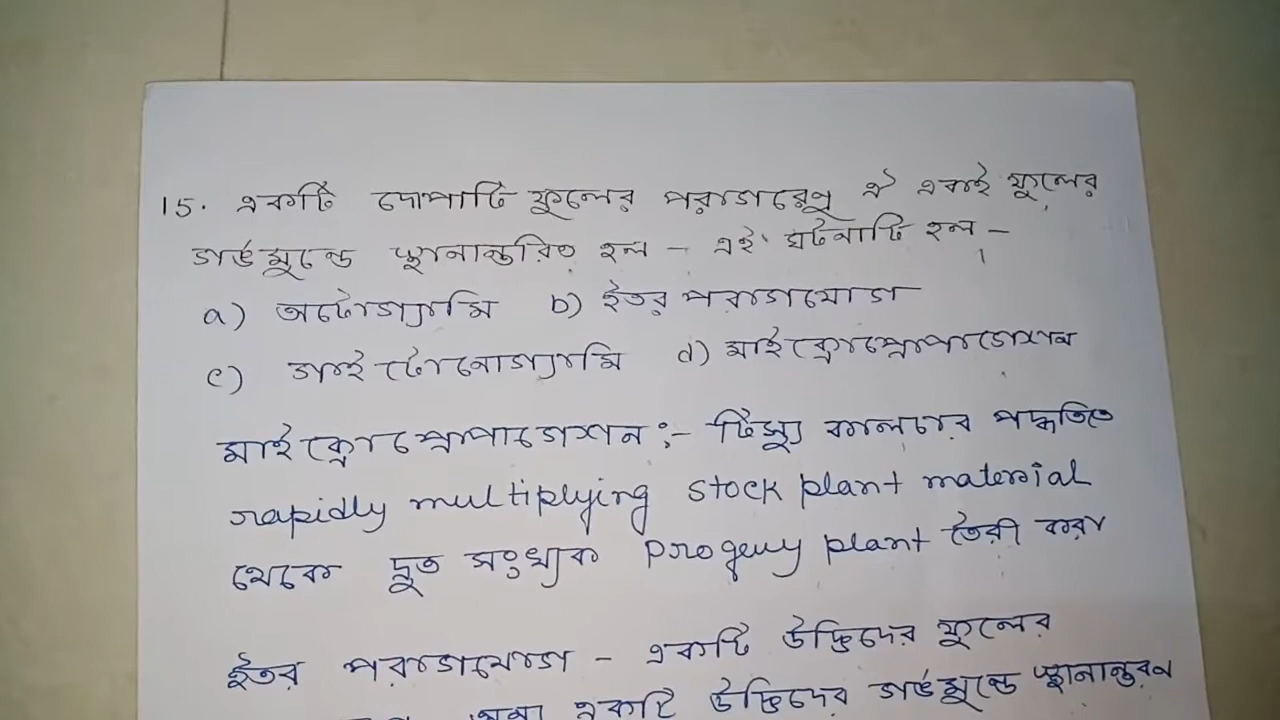 15. একটি দোপাটি ফুলের পরাগরেণু ঐ একই ফুলের
গর্ভমুন্ডে স্থানান্তরিত হল – এই ঘটনাটি হল –
a) অটোগ্যামি b) ইতর পরাগযোগ
c) গাইটোনোগ্যামি d) মাইক্রোপ্রোপাগেশন
মাইক্রোপ্রোপাগেশন :- টিস্যু কালচার পদ্ধতিতে
rapidly multiplying stock plant material
থেকে দ্রুত সংখ্যক progeny plant তৈরী করা
ইতর পরাগযোগ – একটি উদ্ভিদের ফুলের
অন্য একটি উদ্ভিদের গর্ভমুন্ডে স্থানান্তরন